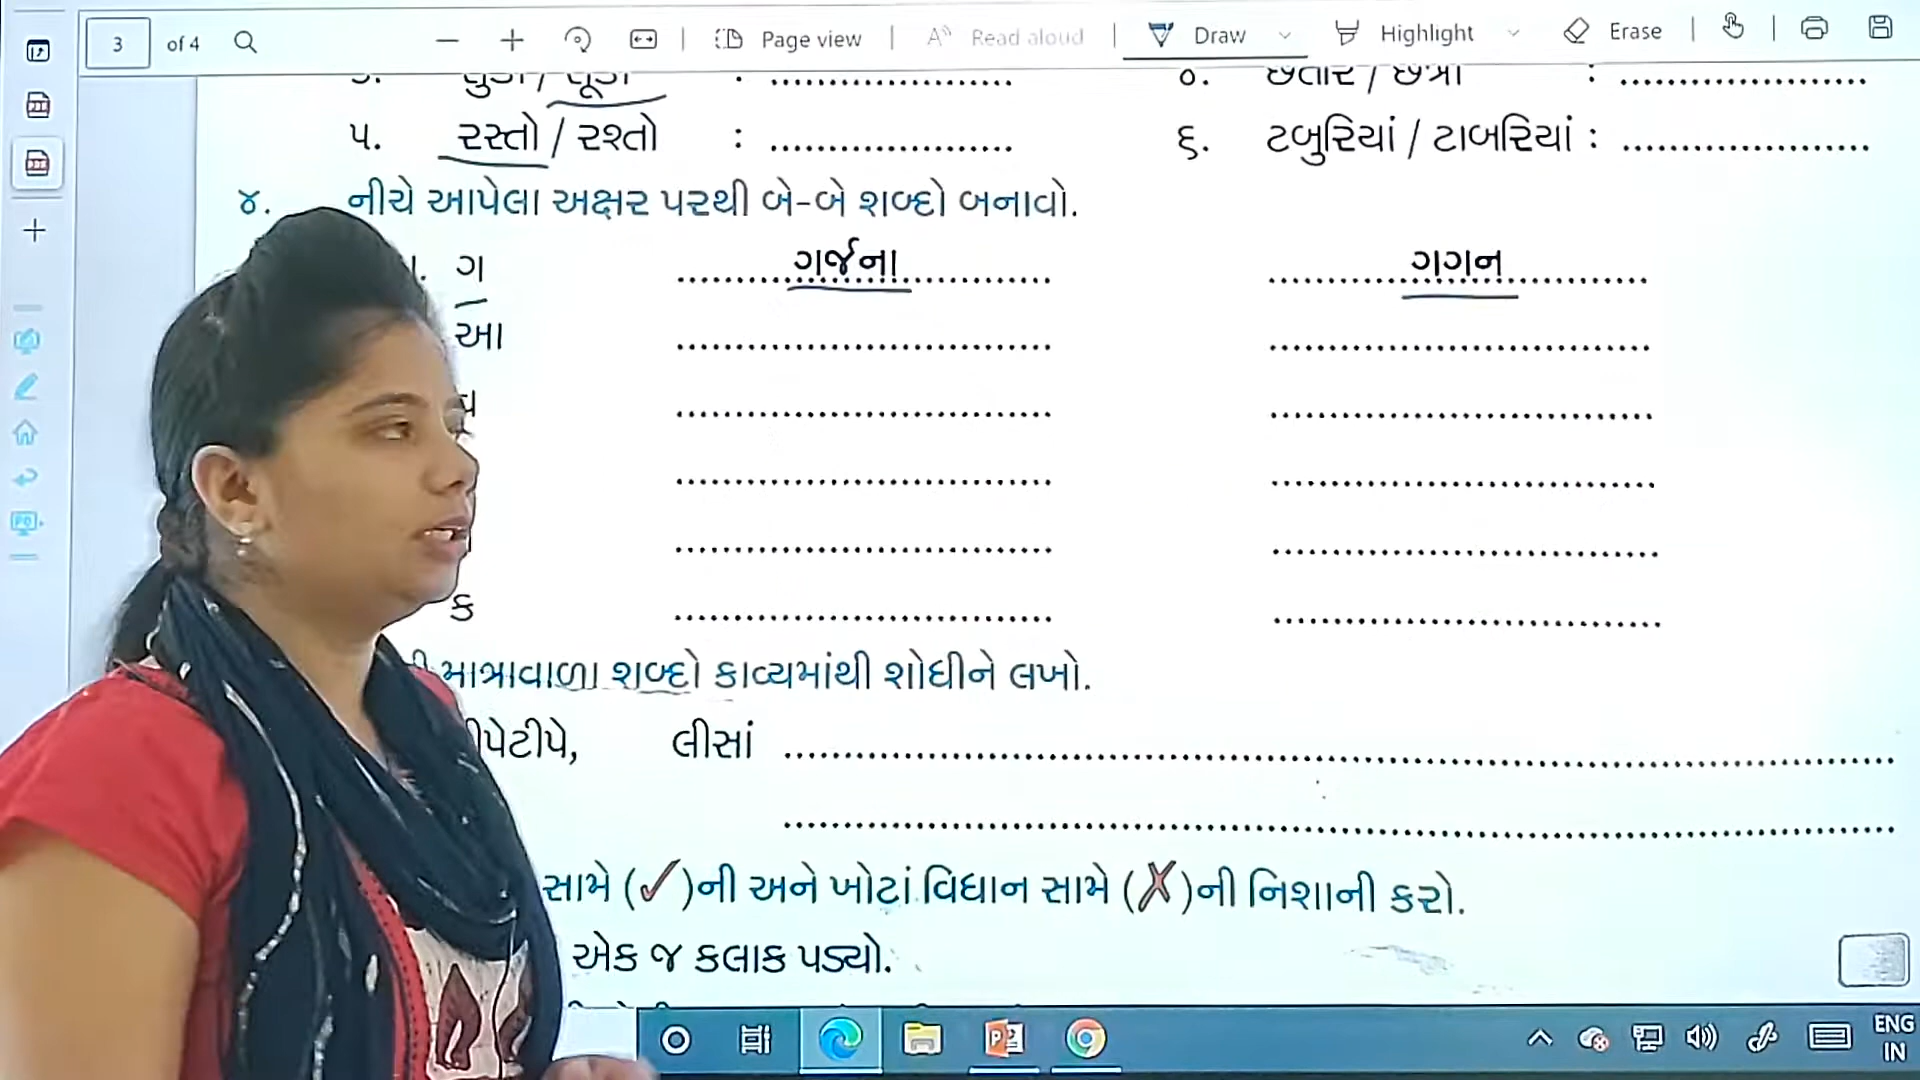 3 of 4 Page view Read aloud Draw Highlight Erase
૫. રસ્તો / રશ્તો : .....................
૬. ટબુરિયાં / ટાબરિયાં : .....................
૪. નીચે આપેલા અક્ષર પરથી બે-બે શબ્દો બનાવો.
ગ ગર્જના ગગન
આ
ક
માત્રાવાળા શબ્દો કાવ્યમાંથી શોધીને લખો.
લીસાં
સામે (✓)ની અને ખોટાં વિધાન સામે (✗)ની નિશાની કરો.
એક જ કલાક પડ્યો.
ENG
IN